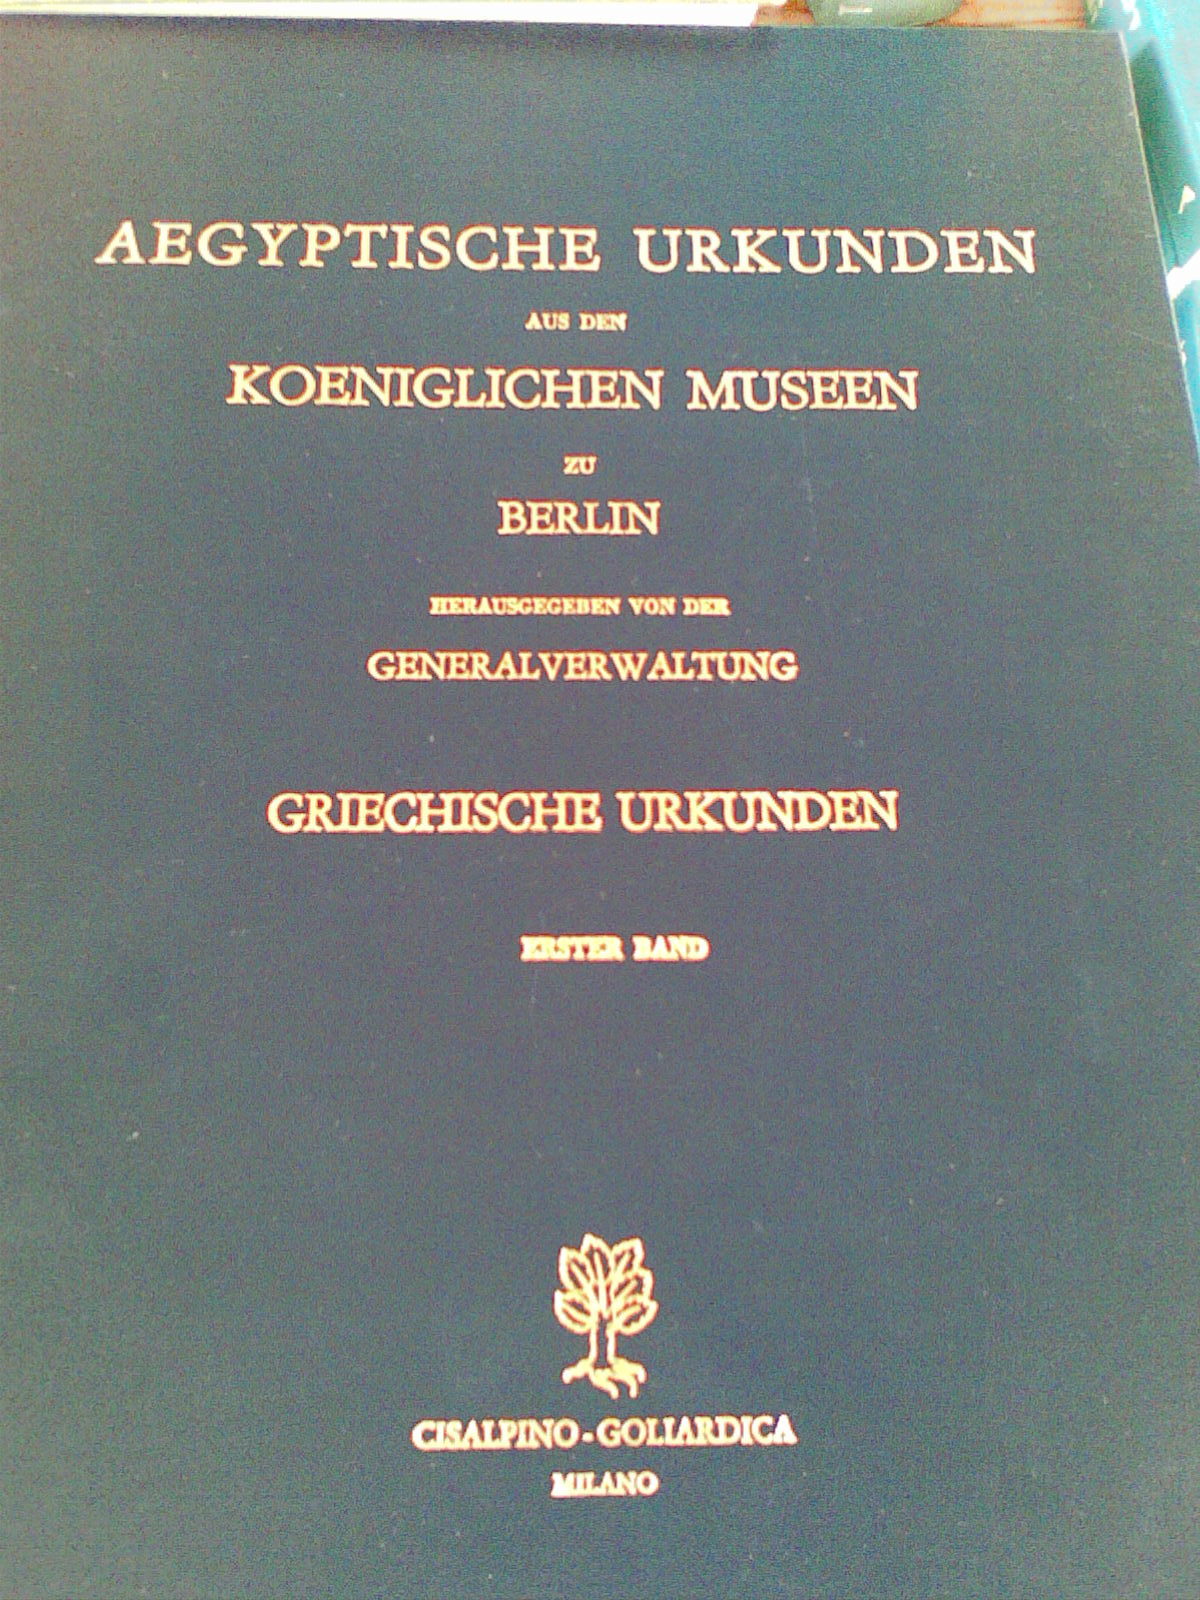 AEGYPTISCHE URKUNDEN
AUS DEN
KOENIGLICHEN MUSEEN
ZU
BERLIN
HERAUSGEGEBEN VON DER
GENERALVERWALTUNG
GRIECHISCHE URKUNDEN
ERSTER BAND
CISALPINO-GOLIARDICA
MILANO